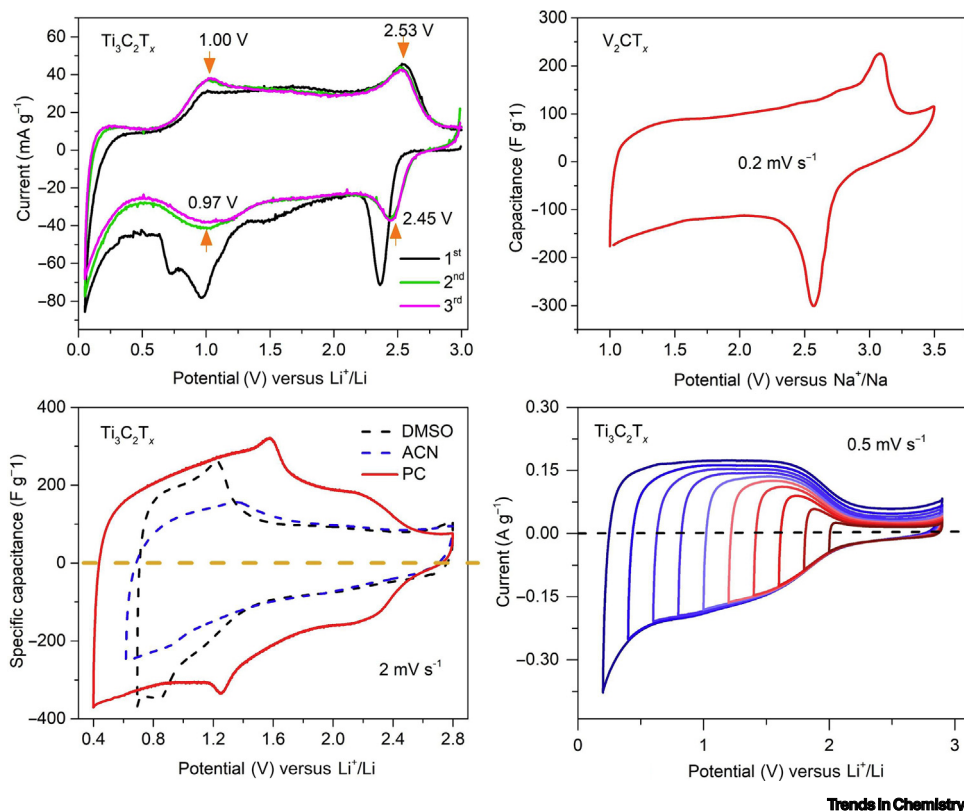 Ti₃C₂Tₓ
1.00 V
2.53 V
0.97 V
2.45 V
1ˢᵗ
2ⁿᵈ
3ʳᵈ
60
40
20
0
−20
−40
−60
−80
Current (mA g⁻¹)
0.0 0.5 1.0 1.5 2.0 2.5 3.0
Potential (V) versus Li⁺/Li
V₂CTₓ
0.2 mV s⁻¹
300
200
100
0
−100
−200
−300
Capacitance (F g⁻¹)
1.0 1.5 2.0 2.5 3.0 3.5
Potential (V) versus Na⁺/Na
Ti₃C₂Tₓ
DMSO
ACN
PC
2 mV s⁻¹
400
200
0
−200
−400
Specific capacitance (F g⁻¹)
0.4 0.8 1.2 1.6 2.0 2.4 2.8
Potential (V) versus Li⁺/Li
Ti₃C₂Tₓ
0.5 mV s⁻¹
0.30
0.15
0.00
−0.15
−0.30
Current (A g⁻¹)
0 1 2 3
Potential (V) versus Li⁺/Li
Trends in Chemistry